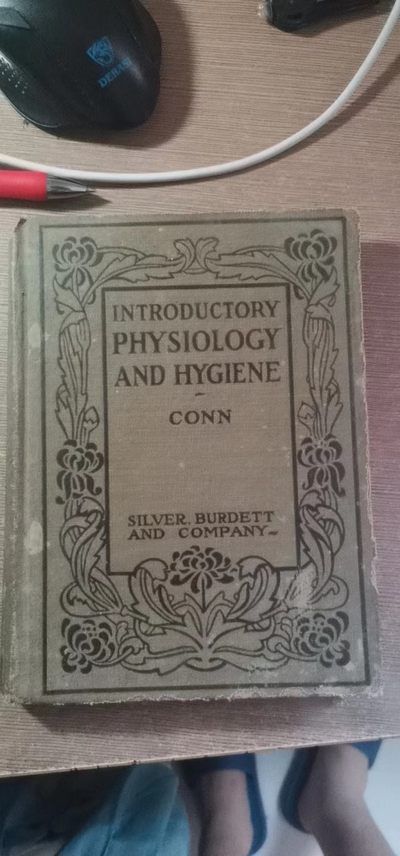 INTRODUCTORY
PHYSIOLOGY
AND HYGIENE
-
CONN
SILVER, BURDETT
AND COMPANY